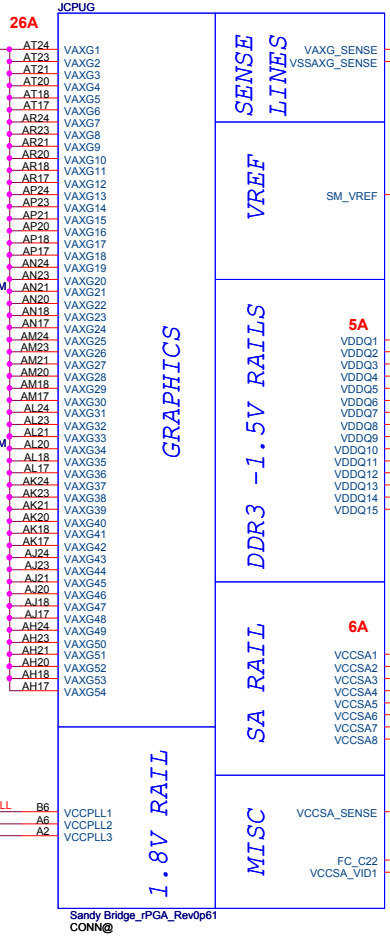 JCPUG
26A
AT24 VAXG1
AT23 VAXG2
AT21 VAXG3
AT20 VAXG4
AT18 VAXG5
AT17 VAXG6
AR24 VAXG7
AR23 VAXG8
AR21 VAXG9
AR20 VAXG10
AR18 VAXG11
AR17 VAXG12
AP24 VAXG13
AP23 VAXG14
AP21 VAXG15
AP20 VAXG16
AP18 VAXG17
AP17 VAXG18
AN24 VAXG19
AN23 VAXG20
AN21 VAXG21
AN20 VAXG22
AN18 VAXG23
AN17 VAXG24
AM24 VAXG25
AM23 VAXG26
AM21 VAXG27
AM20 VAXG28
AM18 VAXG29
AM17 VAXG30
AL24 VAXG31
AL23 VAXG32
AL21 VAXG33
AL20 VAXG34
AL18 VAXG35
AL17 VAXG36
AK24 VAXG37
AK23 VAXG38
AK21 VAXG39
AK20 VAXG40
AK18 VAXG41
AK17 VAXG42
AJ24 VAXG43
AJ23 VAXG44
AJ21 VAXG45
AJ20 VAXG46
AJ18 VAXG47
AJ17 VAXG48
AH24 VAXG49
AH23 VAXG50
AH21 VAXG51
AH20 VAXG52
AH18 VAXG53
AH17 VAXG54
M
M
GRAPHICS
LL
B6 VCCPLL1
A6 VCCPLL2
A2 VCCPLL3
1.8V RAIL
SENSE
LINES
VAXG_SENSE
VSSAXG_SENSE
VREF
SM_VREF
DDR3 -1.5V RAILS
5A
VDDQ1
VDDQ2
VDDQ3
VDDQ4
VDDQ5
VDDQ6
VDDQ7
VDDQ8
VDDQ9
VDDQ10
VDDQ11
VDDQ12
VDDQ13
VDDQ14
VDDQ15
SA RAIL
6A
VCCSA1
VCCSA2
VCCSA3
VCCSA4
VCCSA5
VCCSA6
VCCSA7
VCCSA8
MISC
VCCSA_SENSE
FC_C22
VCCSA_VID1
Sandy Bridge_rPGA_Rev0p61
CONN@